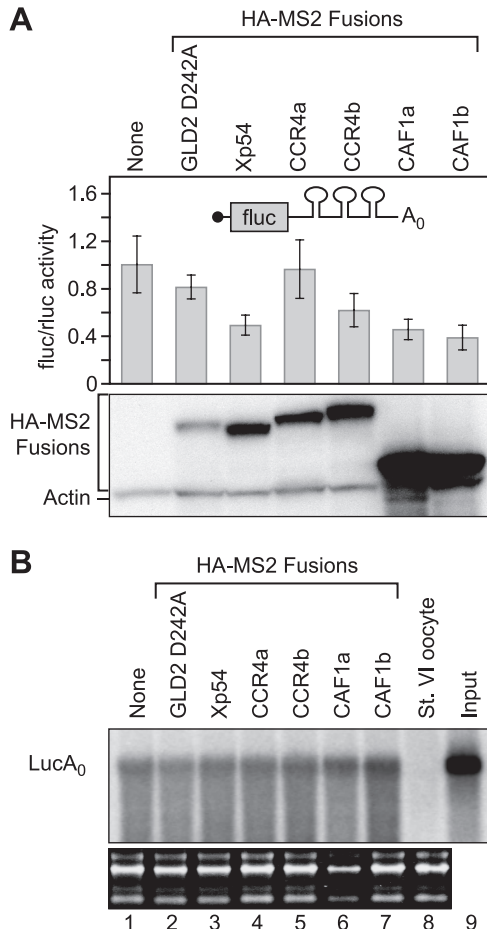 A
HA-MS2 Fusions
None
GLD2 D242A
Xp54
CCR4a
CCR4b
CAF1a
CAF1b
fluc/rluc activity
1.6
1.2
0.8
0.4
0
fluc
A0
HA-MS2
Fusions
Actin
B
HA-MS2 Fusions
None
GLD2 D242A
Xp54
CCR4a
CCR4b
CAF1a
CAF1b
St. VI oocyte
Input
LucA0
1 2 3 4 5 6 7 8 9